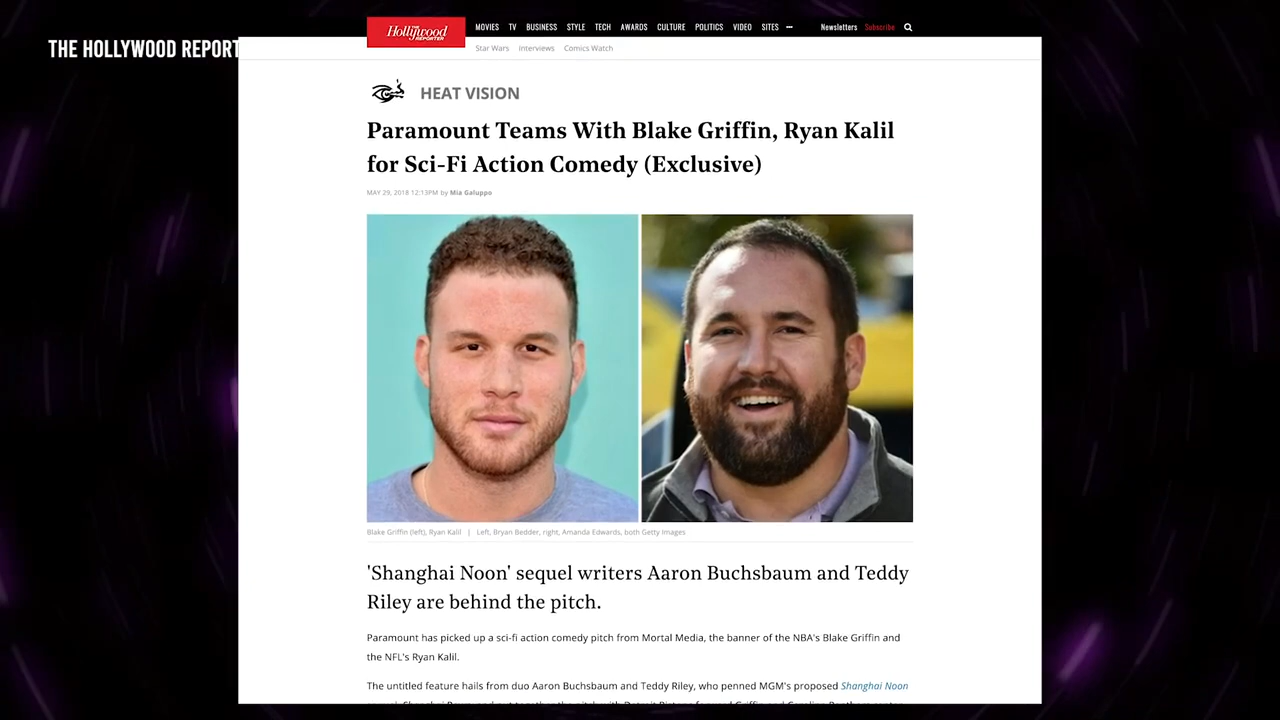 THE HOLLYWOOD REPORT
The Hollywood REPORTER
MOVIES TV BUSINESS STYLE TECH AWARDS CULTURE POLITICS VIDEO SITES ••• Newsletters Subscribe
Star Wars Interviews Comics Watch
HEAT VISION
Paramount Teams With Blake Griffin, Ryan Kalil
for Sci-Fi Action Comedy (Exclusive)
MAY 29, 2018 12:13PM by Mia Galuppo
Blake Griffin (left), Ryan Kalil | Left, Bryan Bedder, right, Amanda Edwards, both Getty Images
'Shanghai Noon' sequel writers Aaron Buchsbaum and Teddy
Riley are behind the pitch.
Paramount has picked up a sci-fi action comedy pitch from Mortal Media, the banner of the NBA's Blake Griffin and
the NFL's Ryan Kalil.
The untitled feature hails from duo Aaron Buchsbaum and Teddy Riley, who penned MGM's proposed Shanghai Noon